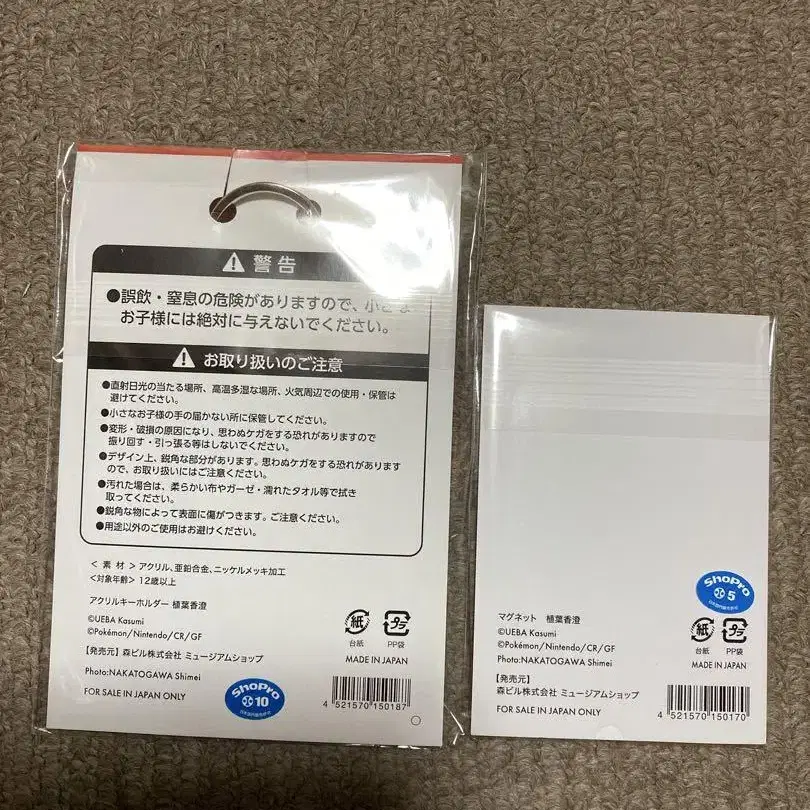 ⚠ 警告
●誤飲・窒息の危険がありますので、小さな
お子様には絶対に与えないでください。
⚠ お取り扱いのご注意
●直射日光の当たる場所、高温多湿な場所、火気周辺での使用・保管は
避けてください。
●小さなお子様の手の届かない所に保管してください。
●変形・破損の原因になり、思わぬケガをする恐れがありますので
振り回す・引っ張る等はしないでください。
●デザイン上、鋭角な部分があります。思わぬケガをする恐れがあります
ので、お取り扱いにはご注意ください。
●汚れた場合は、柔らかい布やガーゼ・濡れたタオル等で拭き
取ってください。
●鋭角な物によって表面に傷がつきます。ご注意ください。
●用途以外のご使用はお避けください。
<素 材>アクリル、亜鉛合金、ニッケルメッキ加工
<対象年齢>12歳以上
アクリルキーホルダー 植葉香澄
©UEBA Kasumi
©Pokémon/Nintendo/CR/GF
【発売元】森ビル株式会社 ミュージアムショップ
Photo:NAKATOGAWA Shimei
FOR SALE IN JAPAN ONLY
紙
台紙
プラ
PP袋
MADE IN JAPAN
ShoPro
10
4 521570 150187
ShoPro
5
マグネット 植葉香澄
©UEBA Kasumi
©Pokémon/Nintendo/CR/GF
Photo:NAKATOGAWA Shimei
【発売元】
森ビル株式会社 ミュージアムショップ
FOR SALE IN JAPAN ONLY
紙
台紙
プラ
PP袋
MADE IN JAPAN
4 521570 150170